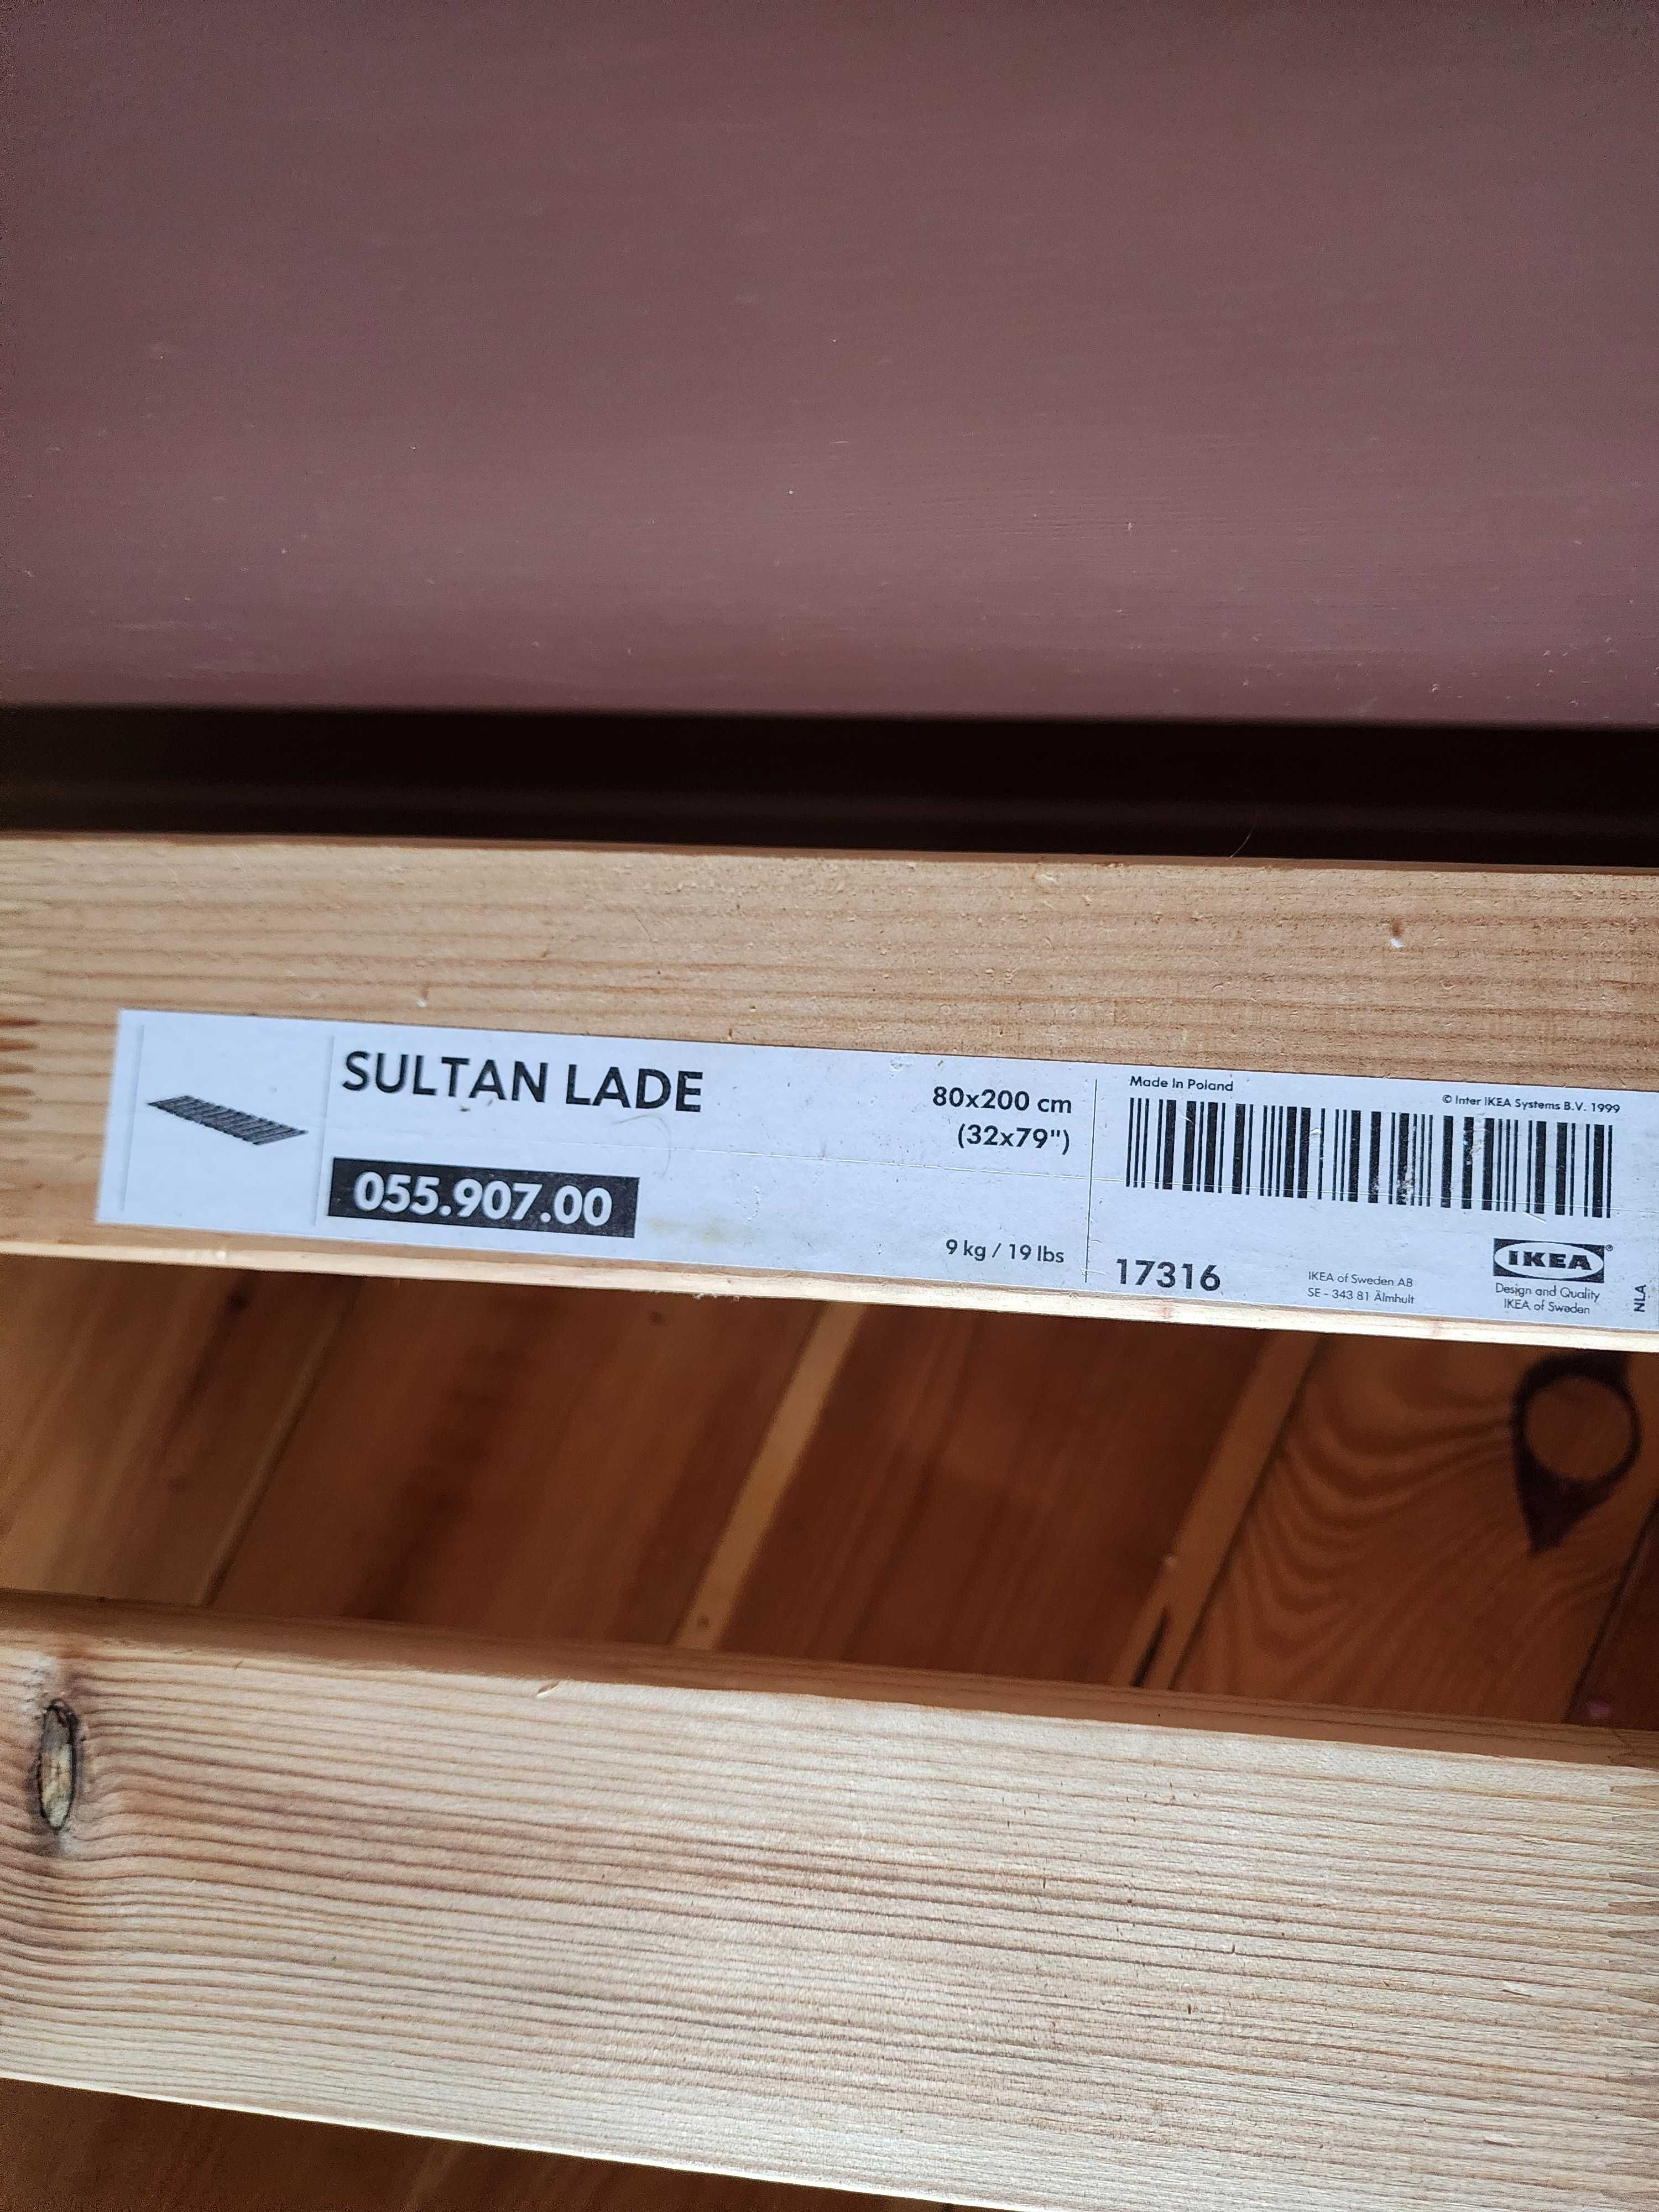 SULTAN LADE
055.907.00
80x200 cm
(32x79")
9 kg / 19 lbs
Made In Poland
© Inter IKEA Systems B.V. 1999
17316
IKEA of Sweden AB
SE - 343 81 Älmhult
IKEA®
Design and Quality
IKEA of Sweden
NLA